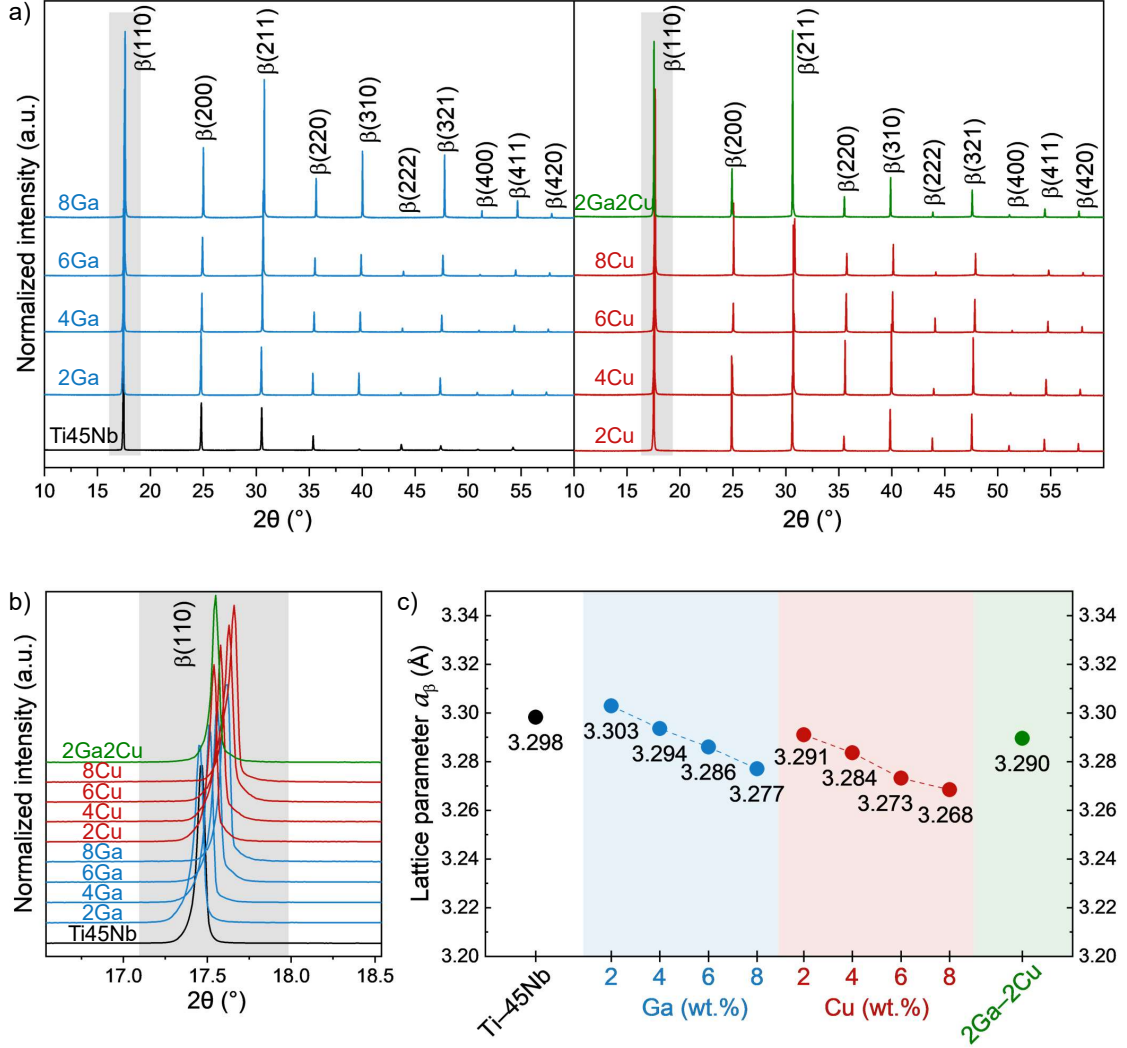 a)
Normalized intensity (a.u.)
β(110)
β(200)
β(211)
β(220)
β(310)
β(222)
β(321)
β(400)
β(411)
β(420)
8Ga
6Ga
4Ga
2Ga
Ti45Nb
10 15 20 25 30 35 40 45 50 55
2θ (°)
β(110)
β(200)
β(211)
β(220)
β(310)
β(222)
β(321)
β(400)
β(411)
β(420)
2Ga2Cu
8Cu
6Cu
4Cu
2Cu
10 15 20 25 30 35 40 45 50 55
2θ (°)
b)
Normalized intensity (a.u.)
β(110)
2Ga2Cu
8Cu
6Cu
4Cu
2Cu
8Ga
6Ga
4Ga
2Ga
Ti45Nb
17.0 17.5 18.0 18.5
2θ (°)
c)
Lattice parameter aβ (Å)
3.34
3.32
3.30
3.28
3.26
3.24
3.22
3.20
3.298
3.303
3.294
3.286
3.277
3.291
3.284
3.273
3.268
3.290
3.34
3.32
3.30
3.28
3.26
3.24
3.22
3.20
Ti–45Nb
2 4 6 8
Ga (wt.%)
2 4 6 8
Cu (wt.%)
2Ga–2Cu